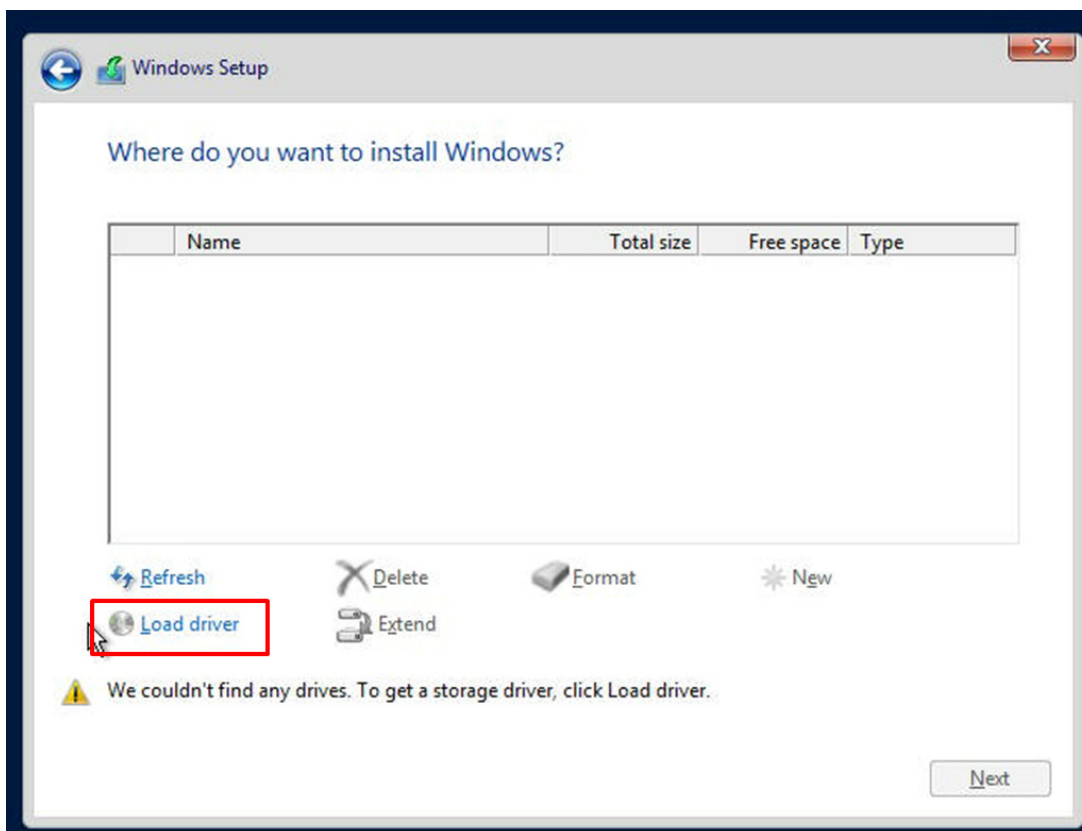 Windows Setup
Where do you want to install Windows?
Name Total size Free space Type
Refresh Delete Format New
Load driver Extend
We couldn't find any drives. To get a storage driver, click Load driver.
Next